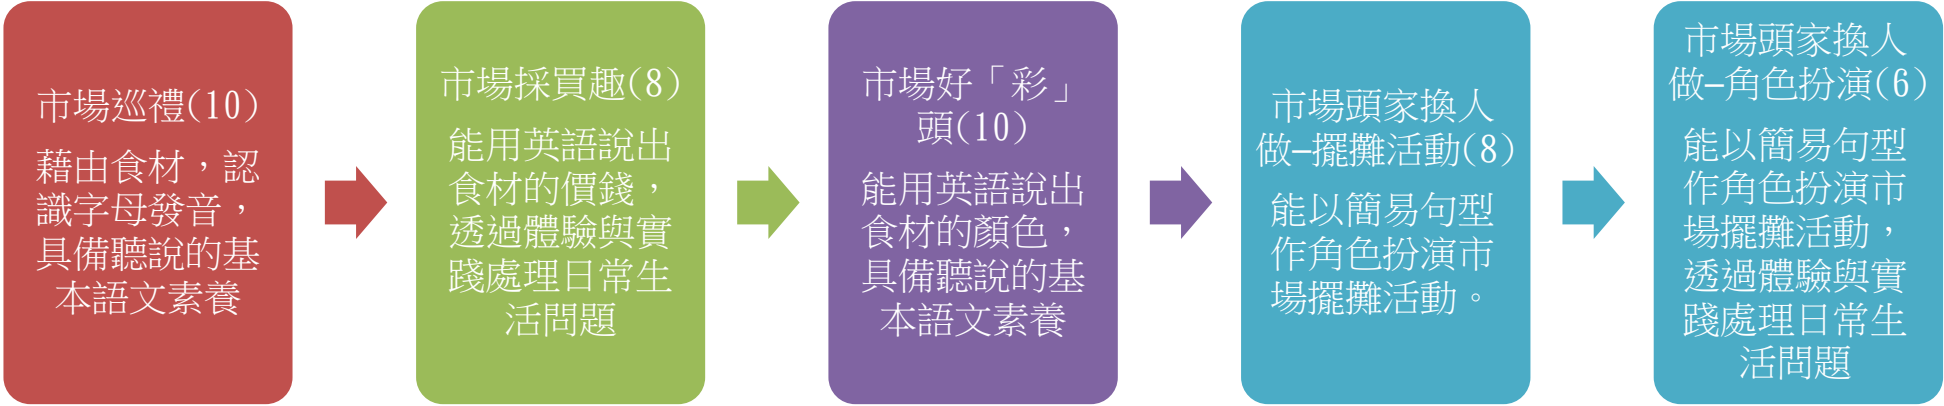 市場巡禮(10)
藉由食材，認
識字母發音，
具備聽說的基
本語文素養
市場採買趣(8)
能用英語說出
食材的價錢，
透過體驗與實
踐處理日常生
活問題
市場好「彩」
頭(10)
能用英語說出
食材的顏色，
具備聽說的基
本語文素養
市場頭家換人
做–擺攤活動(8)
能以簡易句型
作角色扮演市
場擺攤活動。
市場頭家換人
做–角色扮演(6)
能以簡易句型
作角色扮演市
場擺攤活動，
透過體驗與實
踐處理日常生
活問題